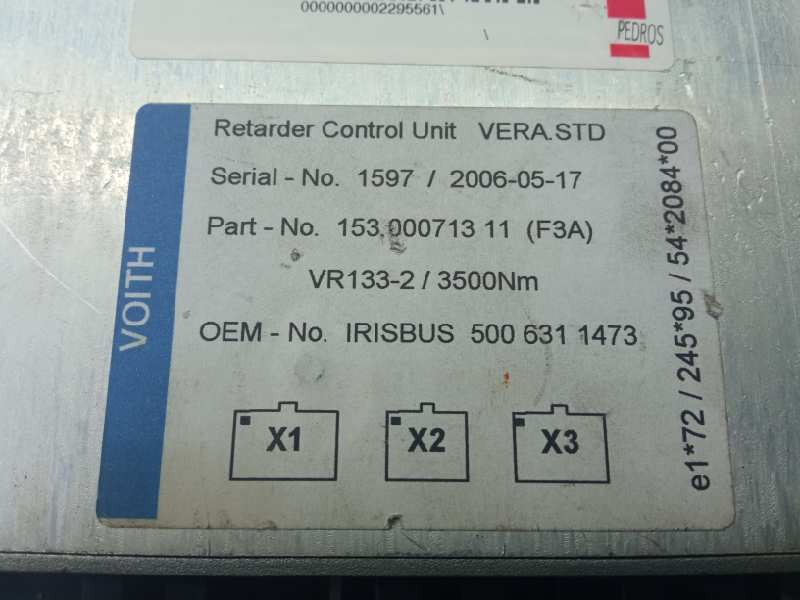 0000000002295561\
PEDROS
VOITH
Retarder Control Unit VERA.STD
Serial - No. 1597 / 2006-05-17
Part - No. 153.000713 11 (F3A)
VR133-2 / 3500Nm
OEM - No. IRISBUS 500 631 1473
X1 X2 X3
e1*72 / 245*95 / 54*2084*00